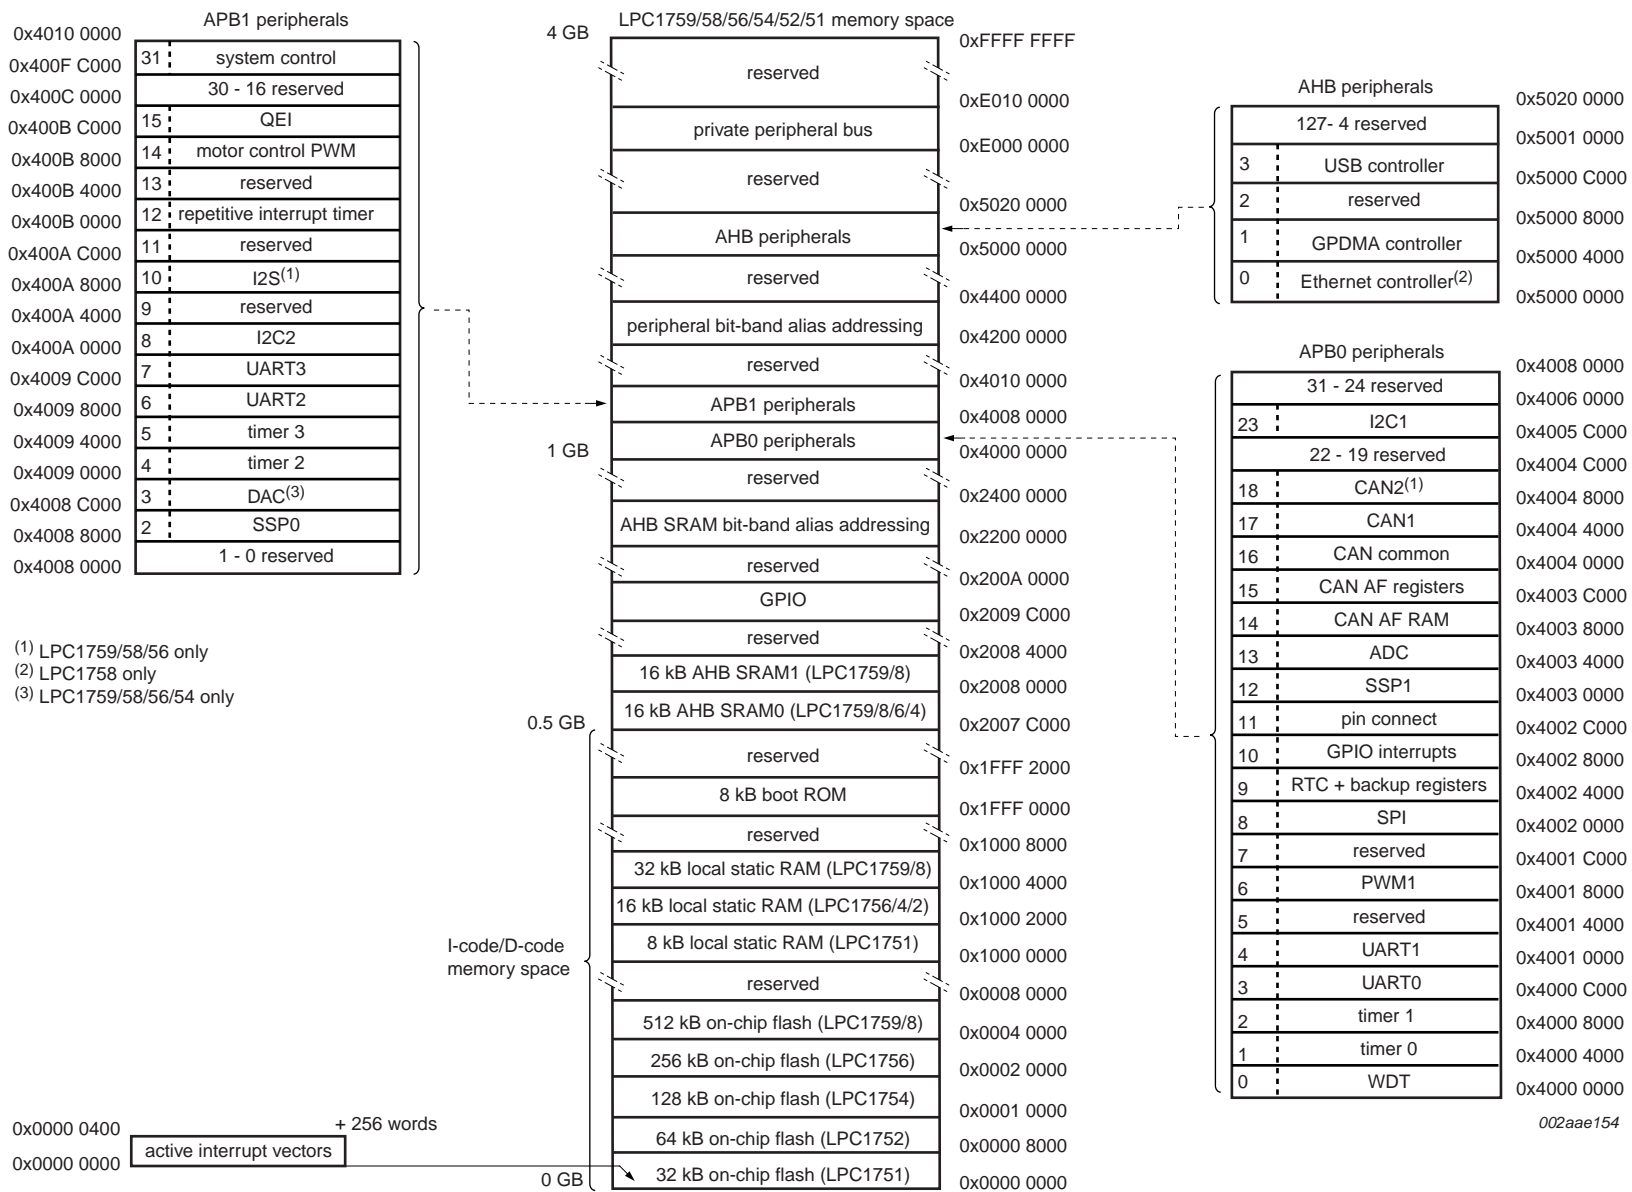 APB1 peripherals
0x4010 0000
31 system control
0x400F C000
30 - 16 reserved
0x400C 0000
15 QEI
0x400B C000
14 motor control PWM
0x400B 8000
13 reserved
0x400B 4000
12 repetitive interrupt timer
0x400B 0000
11 reserved
0x400A C000
10 I2S(1)
0x400A 8000
9 reserved
0x400A 4000
8 I2C2
0x400A 0000
7 UART3
0x4009 C000
6 UART2
0x4009 8000
5 timer 3
0x4009 4000
4 timer 2
0x4009 0000
3 DAC(3)
0x4008 C000
2 SSP0
0x4008 8000
1 - 0 reserved
0x4008 0000
(1) LPC1759/58/56 only
(2) LPC1758 only
(3) LPC1759/58/56/54 only
0x0000 0400
+ 256 words
active interrupt vectors
0x0000 0000
LPC1759/58/56/54/52/51 memory space
4 GB
0xFFFF FFFF
reserved
0xE010 0000
private peripheral bus
0xE000 0000
reserved
0x5020 0000
AHB peripherals
0x5000 0000
reserved
0x4400 0000
peripheral bit-band alias addressing
0x4200 0000
reserved
0x4010 0000
APB1 peripherals
0x4008 0000
APB0 peripherals
1 GB
0x4000 0000
reserved
0x2400 0000
AHB SRAM bit-band alias addressing
0x2200 0000
reserved
0x200A 0000
GPIO
0x2009 C000
reserved
0x2008 4000
16 kB AHB SRAM1 (LPC1759/8)
0x2008 0000
16 kB AHB SRAM0 (LPC1759/8/6/4)
0.5 GB
0x2007 C000
reserved
0x1FFF 2000
8 kB boot ROM
0x1FFF 0000
reserved
0x1000 8000
32 kB local static RAM (LPC1759/8)
0x1000 4000
16 kB local static RAM (LPC1756/4/2)
0x1000 2000
8 kB local static RAM (LPC1751)
0x1000 0000
I-code/D-code
memory space
reserved
0x0008 0000
512 kB on-chip flash (LPC1759/8)
0x0004 0000
256 kB on-chip flash (LPC1756)
0x0002 0000
128 kB on-chip flash (LPC1754)
0x0001 0000
64 kB on-chip flash (LPC1752)
0x0000 8000
32 kB on-chip flash (LPC1751)
0 GB
0x0000 0000
AHB peripherals
0x5020 0000
127- 4 reserved
0x5001 0000
3 USB controller
0x5000 C000
2 reserved
0x5000 8000
1 GPDMA controller
0x5000 4000
0 Ethernet controller(2)
0x5000 0000
APB0 peripherals
0x4008 0000
31 - 24 reserved
0x4006 0000
23 I2C1
0x4005 C000
22 - 19 reserved
0x4004 C000
18 CAN2(1)
0x4004 8000
17 CAN1
0x4004 4000
16 CAN common
0x4004 0000
15 CAN AF registers
0x4003 C000
14 CAN AF RAM
0x4003 8000
13 ADC
0x4003 4000
12 SSP1
0x4003 0000
11 pin connect
0x4002 C000
10 GPIO interrupts
0x4002 8000
9 RTC + backup registers
0x4002 4000
8 SPI
0x4002 0000
7 reserved
0x4001 C000
6 PWM1
0x4001 8000
5 reserved
0x4001 4000
4 UART1
0x4001 0000
3 UART0
0x4000 C000
2 timer 1
0x4000 8000
1 timer 0
0x4000 4000
0 WDT
0x4000 0000
002aae154